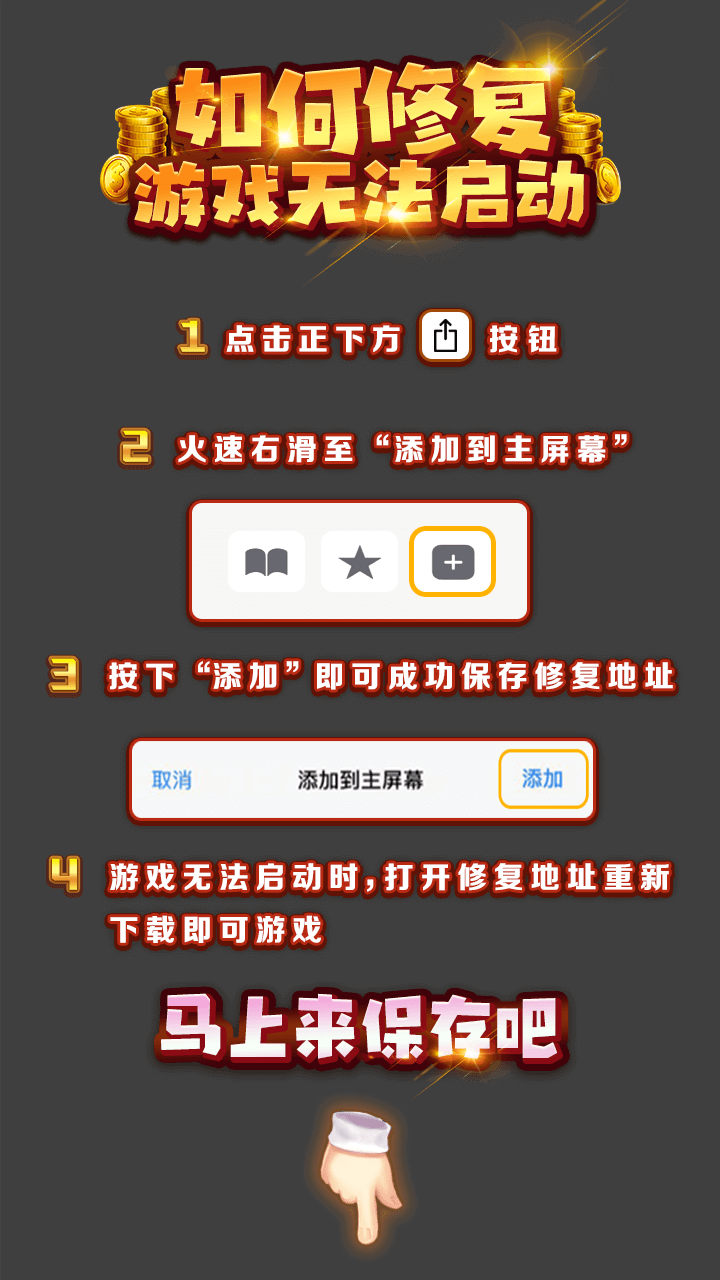 如何修复
游戏无法启动
1 点击正下方 按钮
2 火速右滑至“添加到主屏幕”
3 按下“添加”即可成功保存修复地址
取消 添加到主屏幕 添加
4 游戏无法启动时,打开修复地址重新
下载即可游戏
马上来保存吧